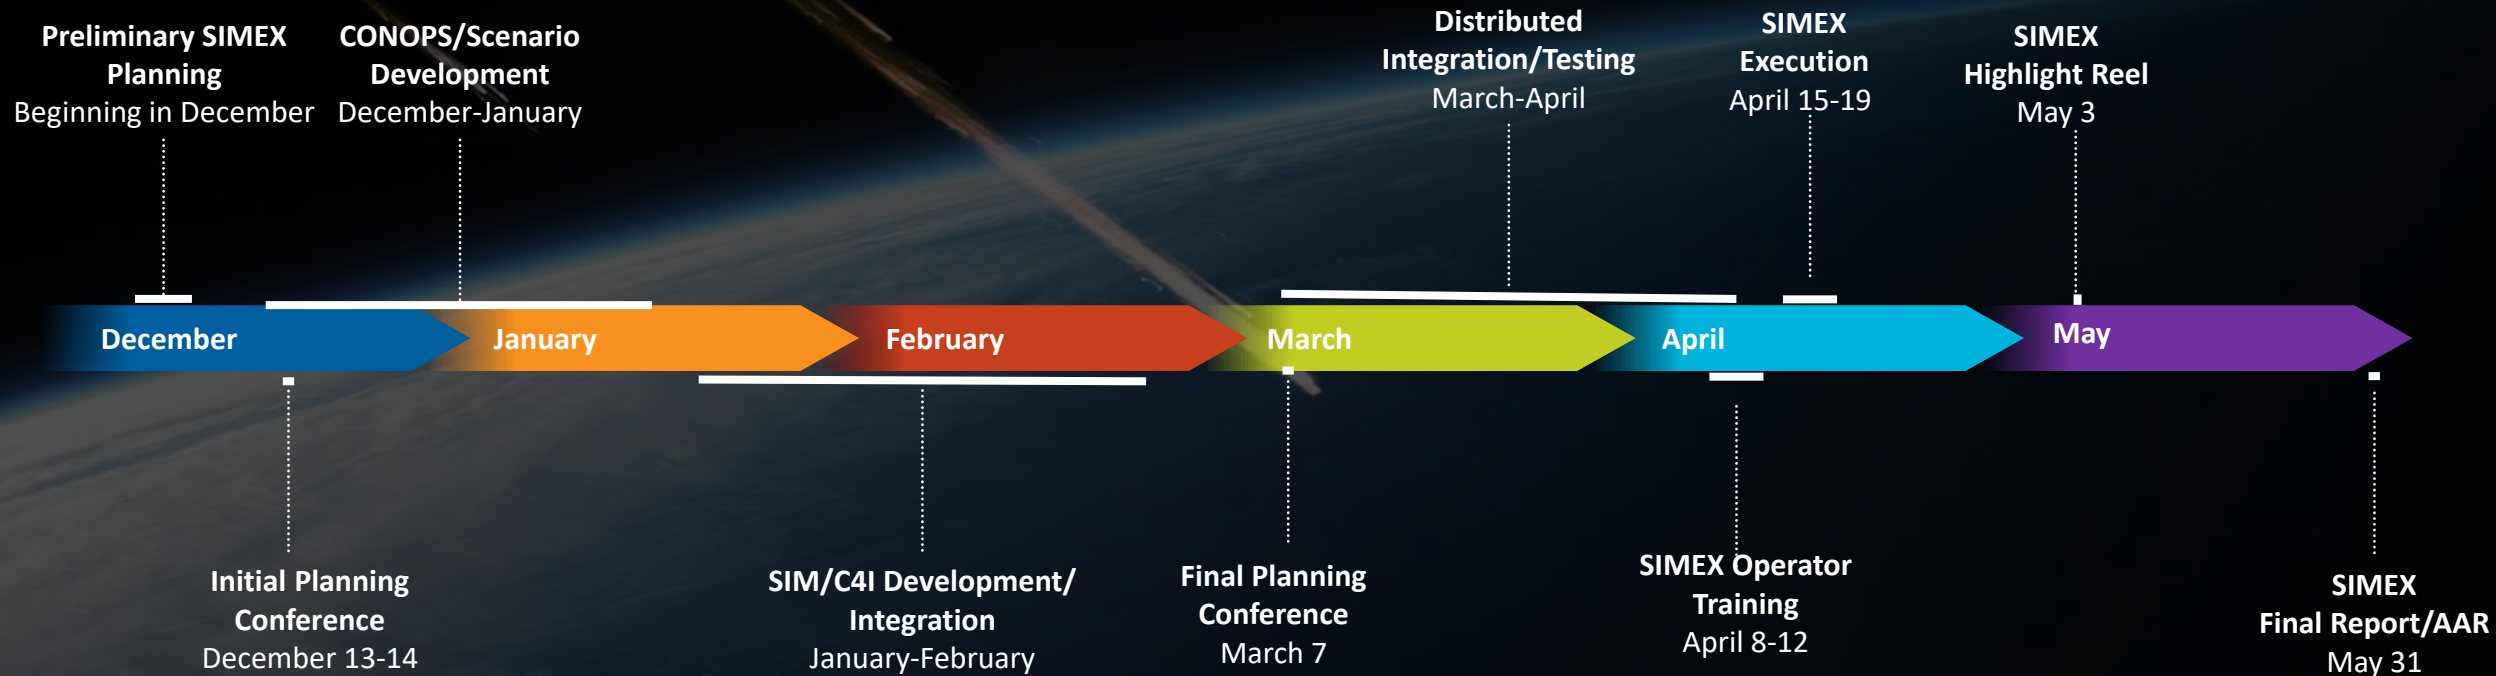 Preliminary SIMEX
Planning
Beginning in December
CONOPS/Scenario
Development
December-January
Distributed
Integration/Testing
March-April
SIMEX
Execution
April 15-19
SIMEX
Highlight Reel
May 3
December
January
February
March
April
May
Initial Planning
Conference
December 13-14
SIM/C4I Development/
Integration
January-February
Final Planning
Conference
March 7
SIMEX Operator
Training
April 8-12
SIMEX
Final Report/AAR
May 31